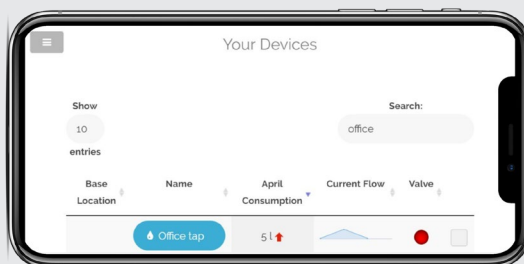 Your Devices
Show
10
entries
Search:
office
Base Location
Name
April Consumption
Current Flow
Valve
Office tap
5 l